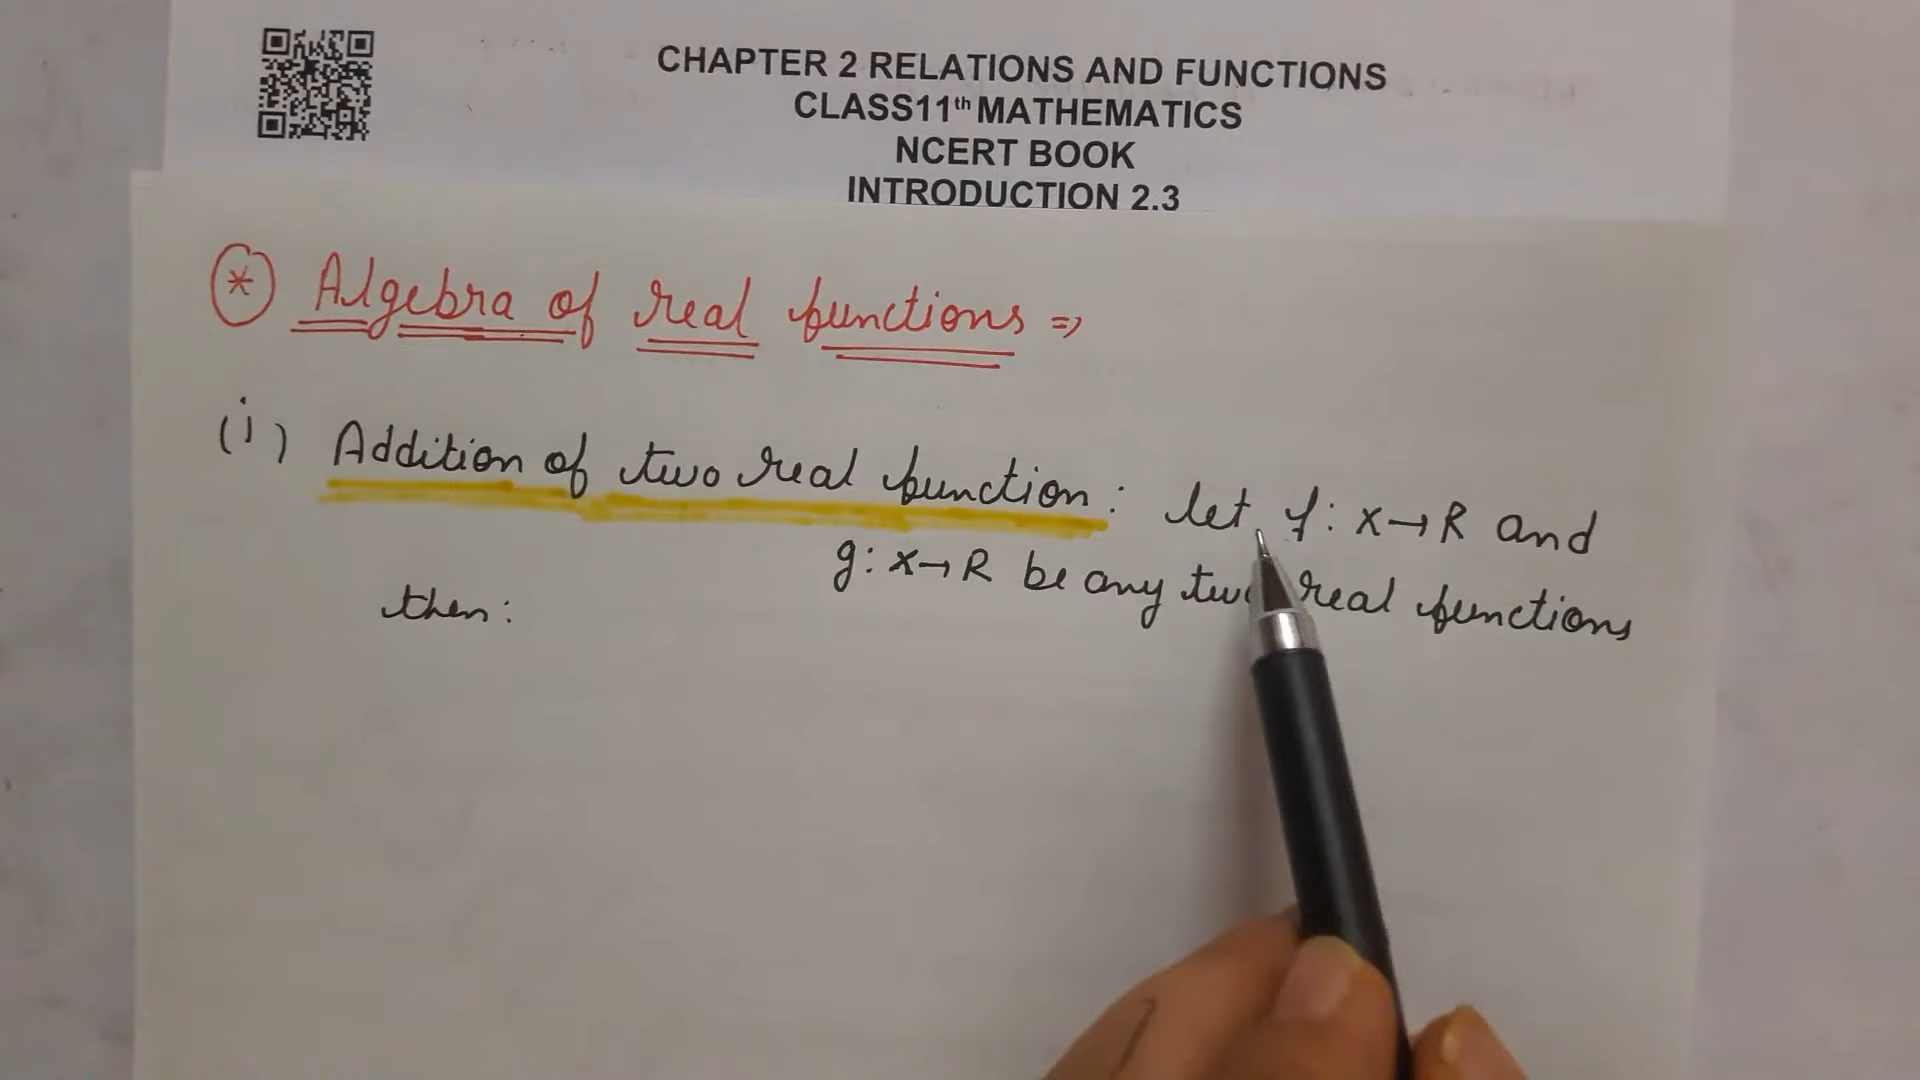 CHAPTER 2 RELATIONS AND FUNCTIONS
CLASS11th MATHEMATICS
NCERT BOOK
INTRODUCTION 2.3
* Algebra of real functions =>
(i) Addition of two real function: let f: X→R and
g: X→R be any two real functions
then: